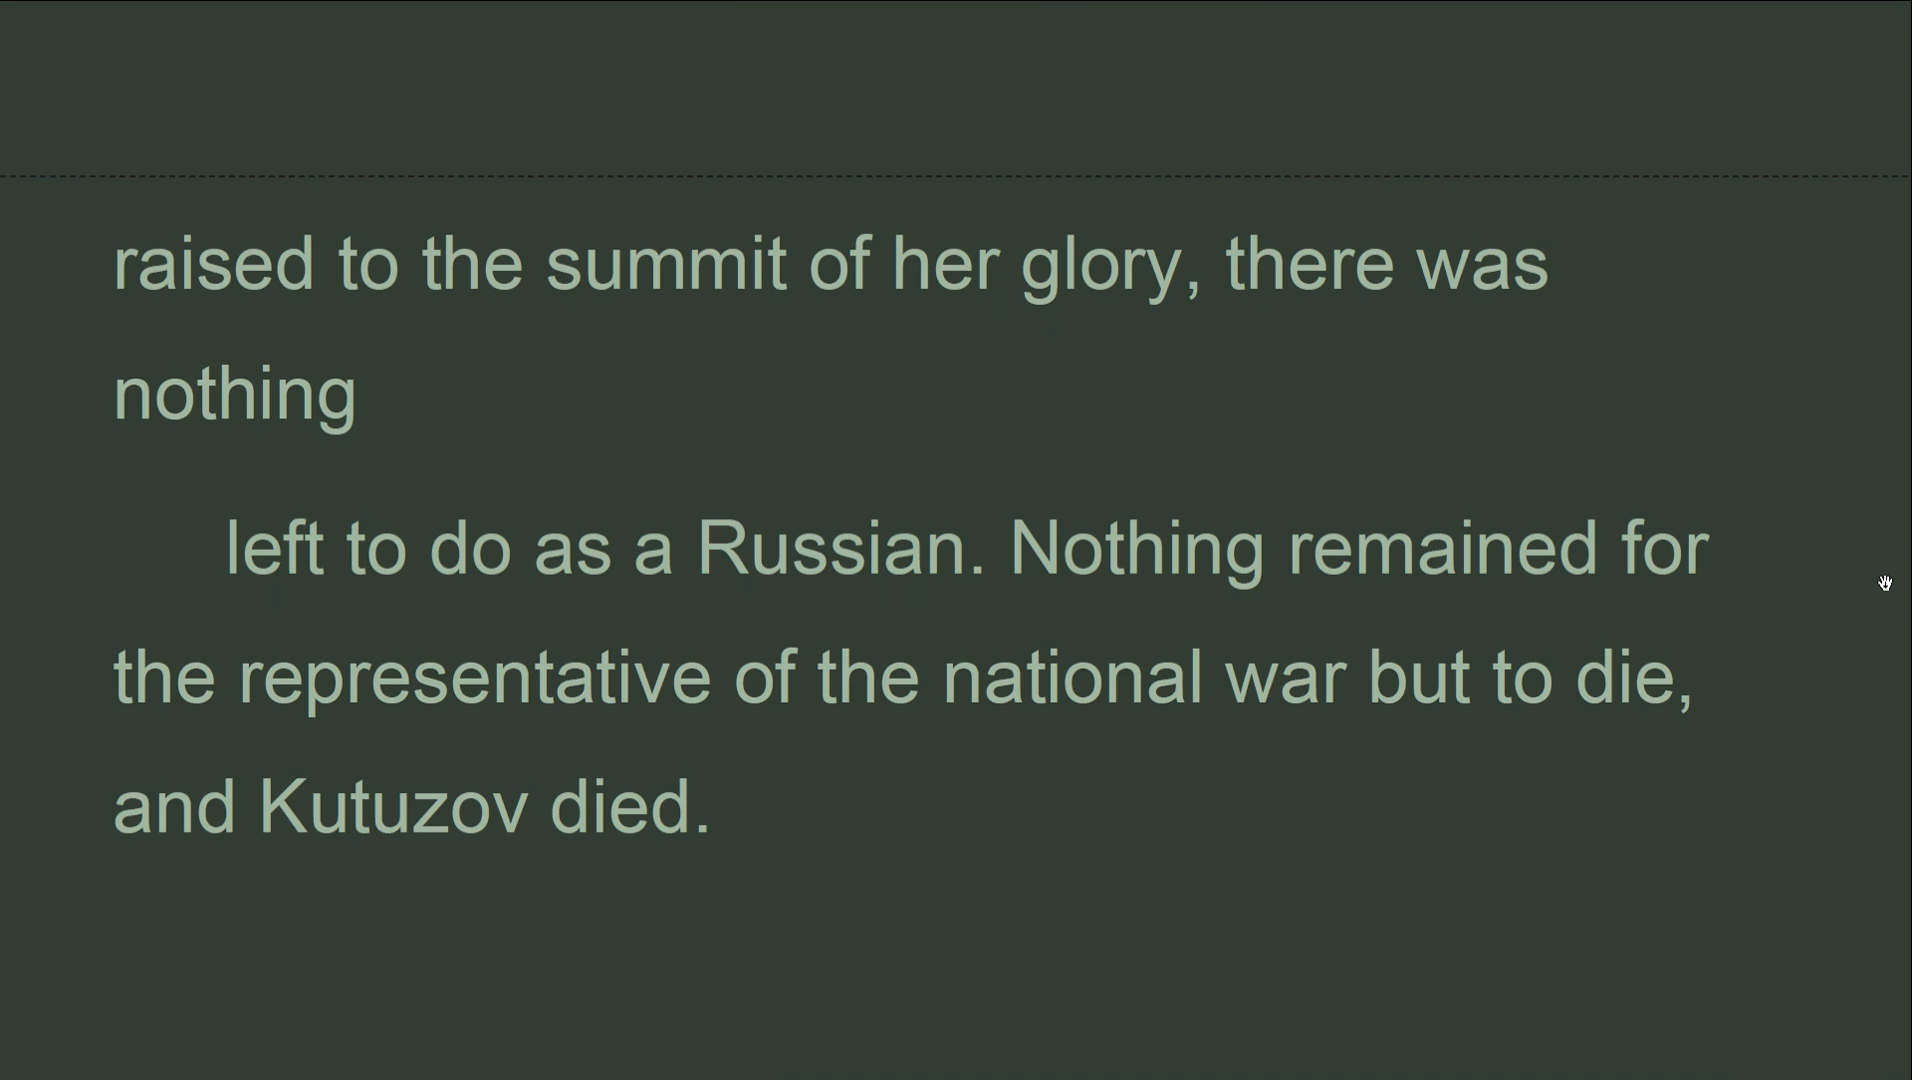 raised to the summit of her glory, there was
nothing
left to do as a Russian. Nothing remained for
the representative of the national war but to die,
and Kutuzov died.